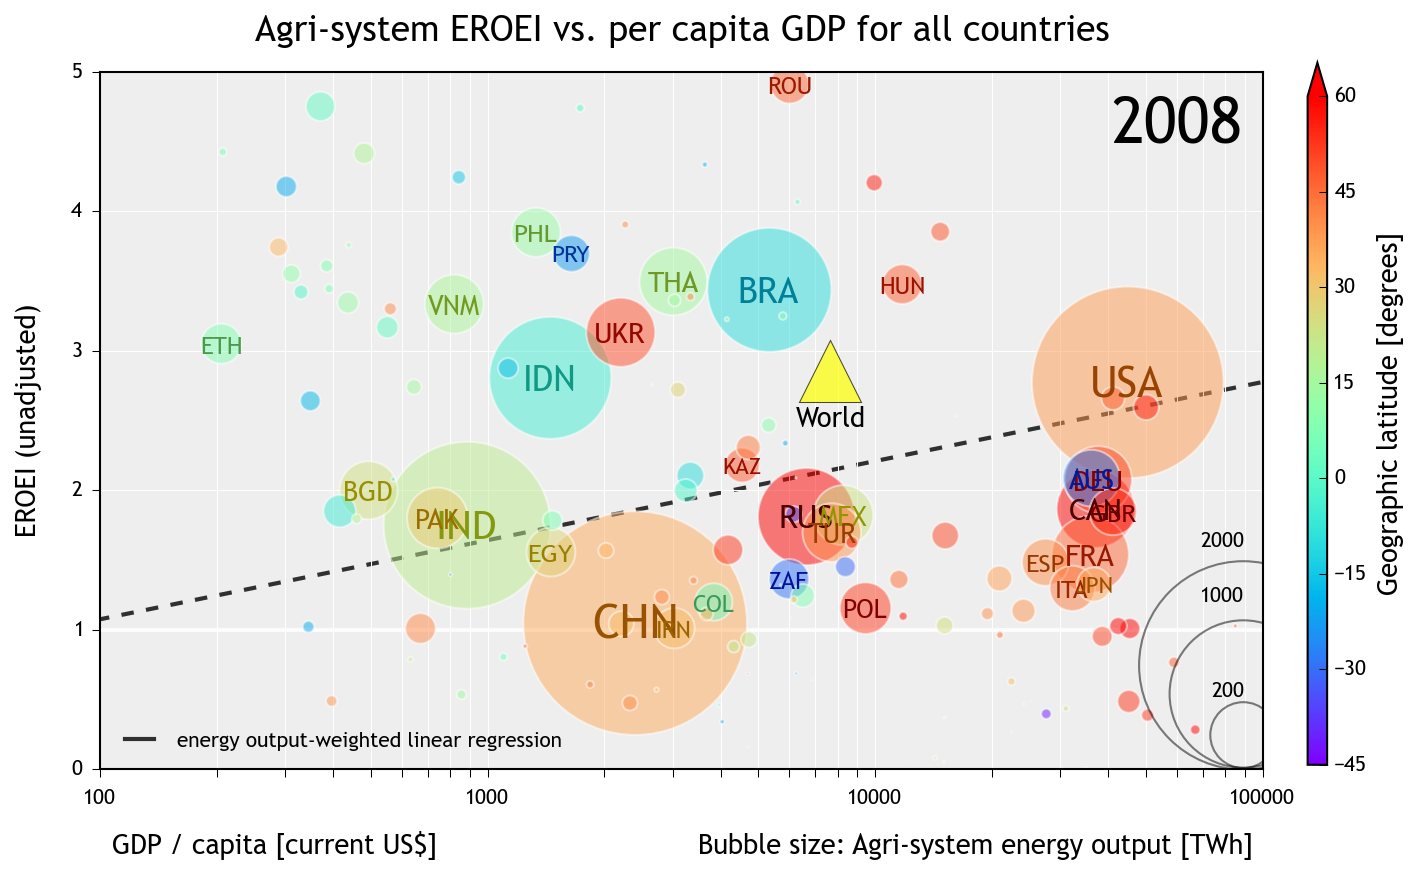 Agri-system EROEI vs. per capita GDP for all countries
2008
5
4
3
2
1
0
EROEI (unadjusted)
ROU
PHL
PRY
THA
BRA
HUN
VNM
UKR
ETH
IDN
USA
World
KAZ
BGD
PAK
IND
EGY
RUS
MEX
TUR
AUS
DEU
CAN
GBR
FRA
ESP
ITA
JPN
ZAF
COL
POL
CHN
IRN
2000
1000
200
energy output-weighted linear regression
100
1000
10000
100000
GDP / capita [current US$]
Bubble size: Agri-system energy output [TWh]
60
45
30
15
0
−15
−30
−45
Geographic latitude [degrees]